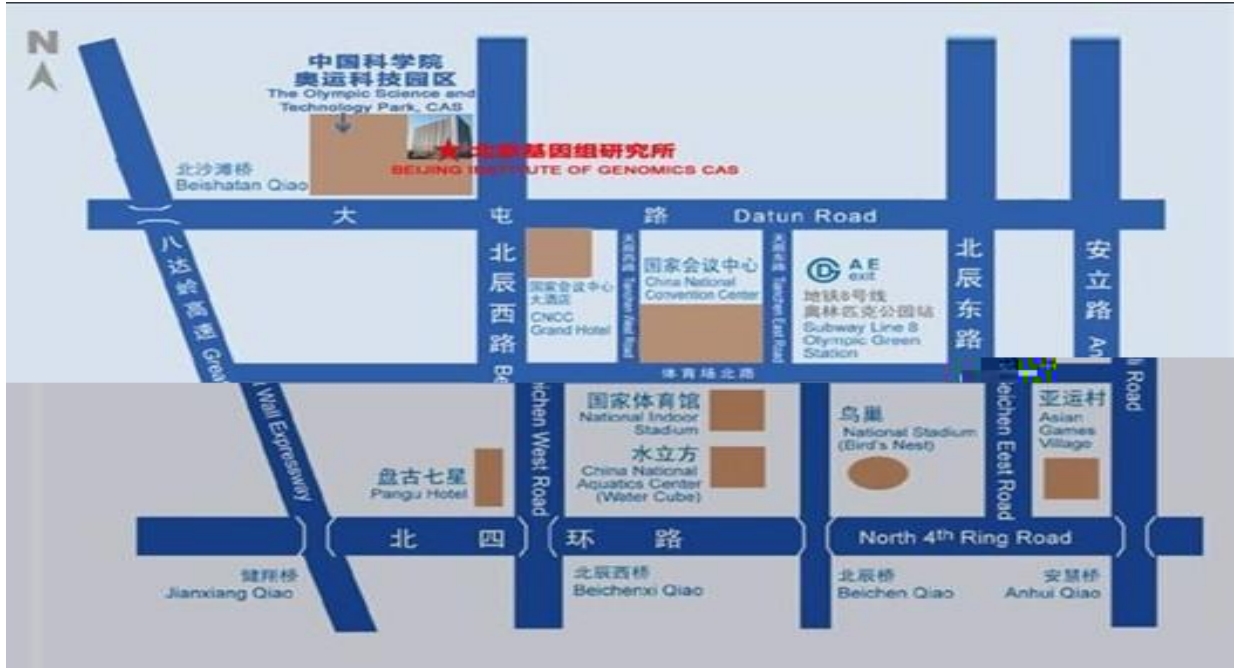 N
中国科学院
奥运科技园区
The Olympic Science and
Technology Park, CAS
北京基因组研究所
BEIJING INSTITUTE OF GENOMICS CAS
北沙滩桥
Beishatan Qiao
大 屯 路 Datun Road
八达岭高速 Great Wall Expressway
北辰西路 Beichen West Road
国家会议中心
大酒店
CNCC
Grand Hotel
天辰西路 Tianchen West Road
国家会议中心
China National
Convention Center
天辰东路 Tianchen East Road
A E
exit
地铁8号线
奥林匹克公园站
Subway Line 8
Olympic Green
Station
北辰东路
Beichen Eest Road
安立路 An
li Road
体育场北路
国家体育馆
National Indoor
Stadium
水立方
China National
Aquatics Center
(Water Cube)
鸟巢
National Stadium
(Bird's Nest)
亚运村
Asian
Games
Village
盘古七星
Pangu Hotel
北 四 环 路 North 4th Ring Road
健翔桥
Jianxiang Qiao
北辰西桥
Beichenxi Qiao
北辰桥
Beichen Qiao
安慧桥
Anhui Qiao